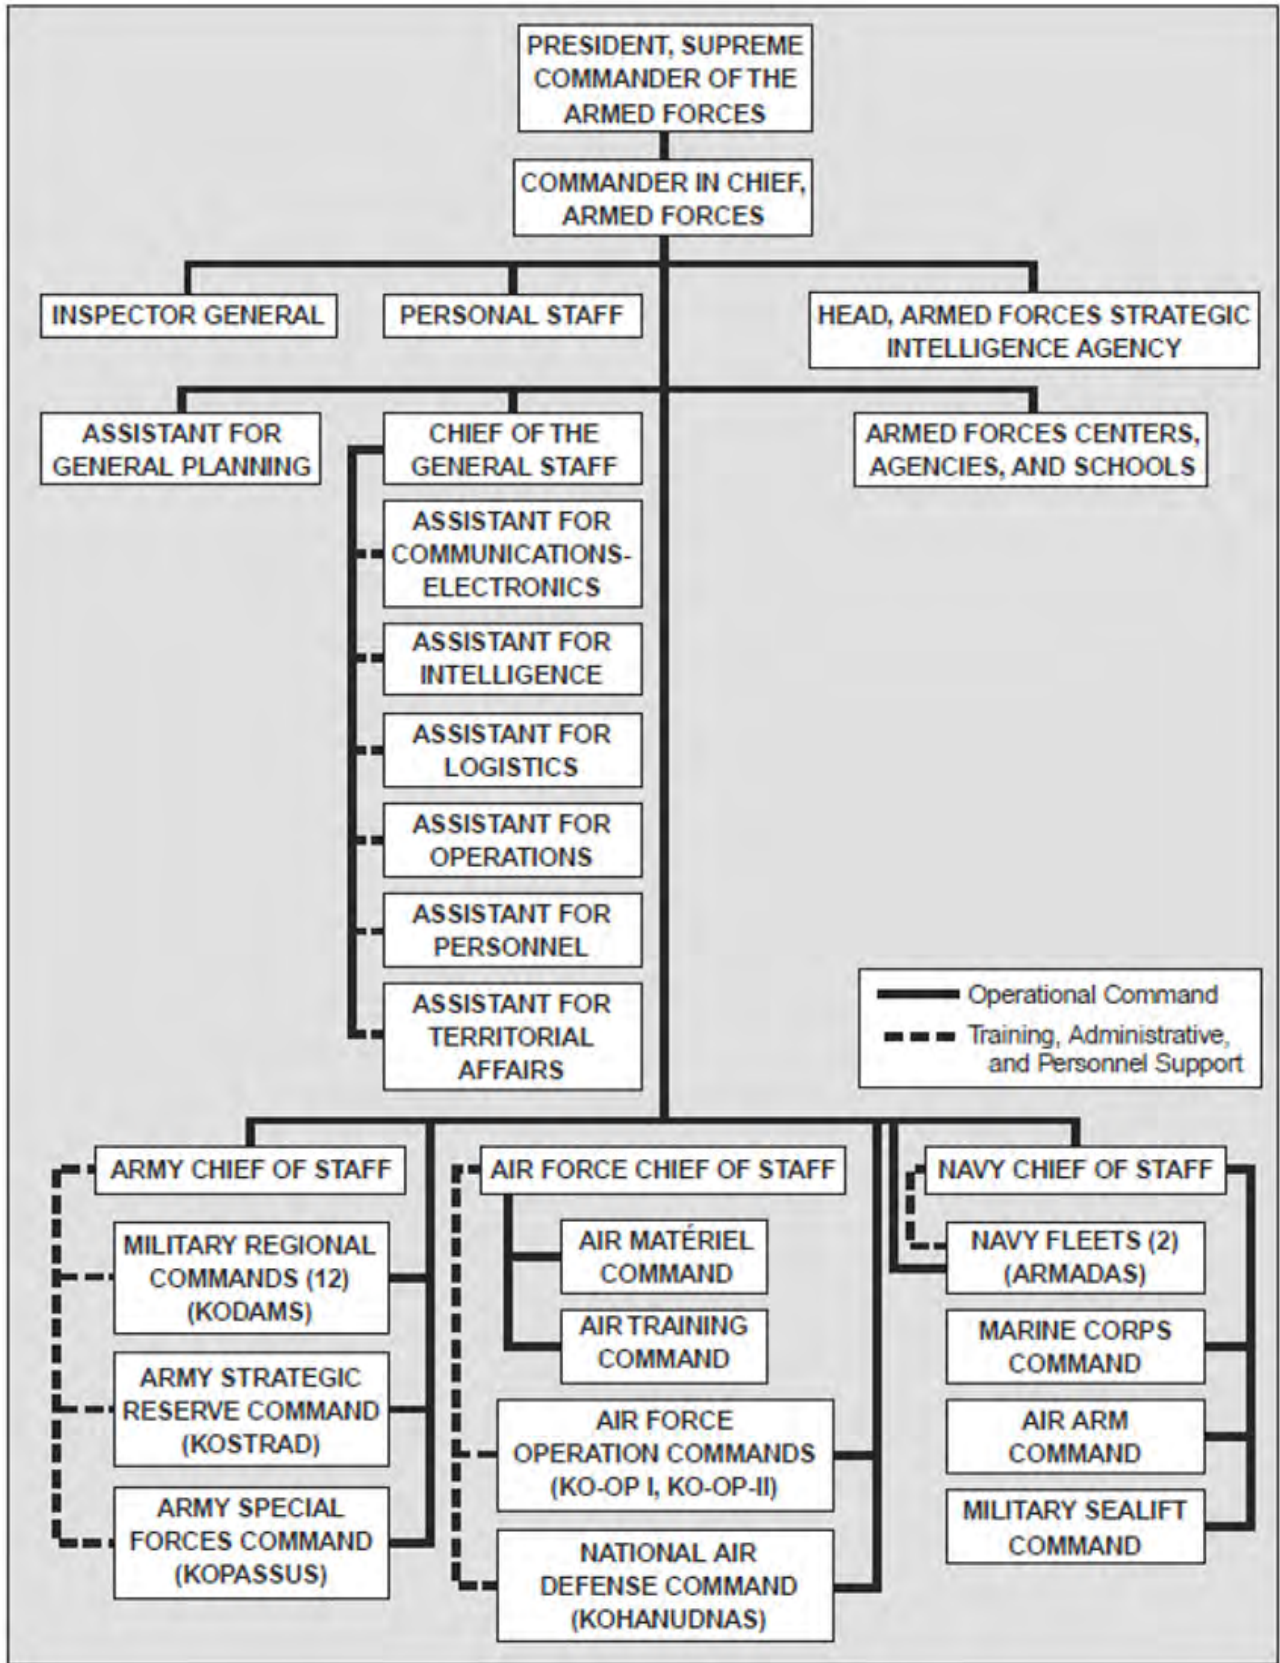 PRESIDENT, SUPREME
COMMANDER OF THE
ARMED FORCES
COMMANDER IN CHIEF,
ARMED FORCES
INSPECTOR GENERAL
PERSONAL STAFF
HEAD, ARMED FORCES STRATEGIC
INTELLIGENCE AGENCY
ASSISTANT FOR
GENERAL PLANNING
CHIEF OF THE
GENERAL STAFF
ARMED FORCES CENTERS,
AGENCIES, AND SCHOOLS
ASSISTANT FOR
COMMUNICATIONS-
ELECTRONICS
ASSISTANT FOR
INTELLIGENCE
ASSISTANT FOR
LOGISTICS
ASSISTANT FOR
OPERATIONS
ASSISTANT FOR
PERSONNEL
ASSISTANT FOR
TERRITORIAL
AFFAIRS
Operational Command
Training, Administrative,
and Personnel Support
ARMY CHIEF OF STAFF
MILITARY REGIONAL
COMMANDS (12)
(KODAMS)
ARMY STRATEGIC
RESERVE COMMAND
(KOSTRAD)
ARMY SPECIAL
FORCES COMMAND
(KOPASSUS)
AIR FORCE CHIEF OF STAFF
AIR MATÉRIEL
COMMAND
AIR TRAINING
COMMAND
AIR FORCE
OPERATION COMMANDS
(KO-OP I, KO-OP-II)
NATIONAL AIR
DEFENSE COMMAND
(KOHANUDNAS)
NAVY CHIEF OF STAFF
NAVY FLEETS (2)
(ARMADAS)
MARINE CORPS
COMMAND
AIR ARM
COMMAND
MILITARY SEALIFT
COMMAND